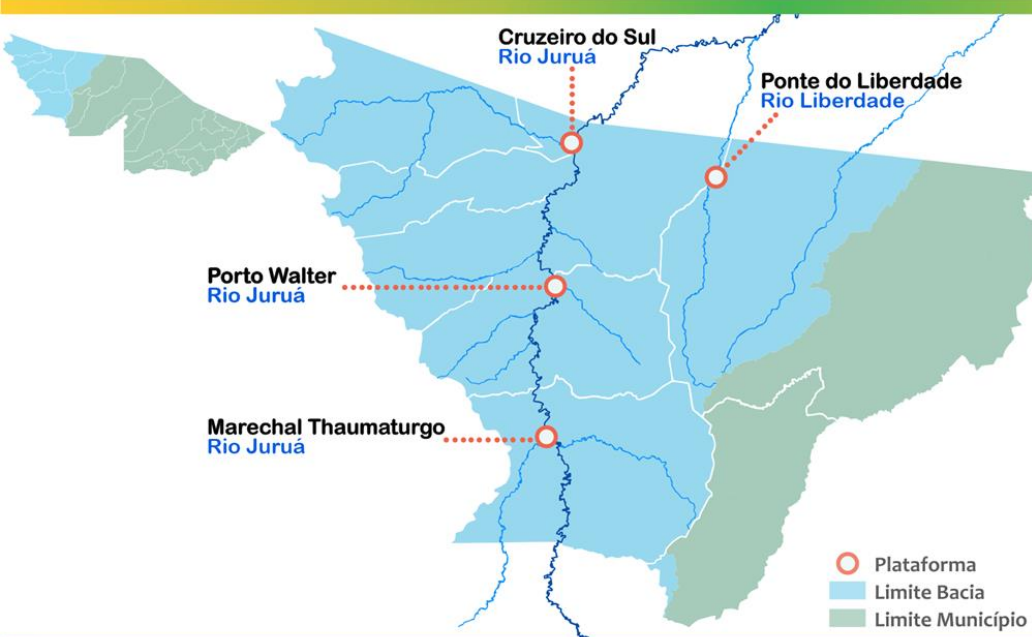 Cruzeiro do Sul
Rio Juruá
Ponte do Liberdade
Rio Liberdade
Porto Walter
Rio Juruá
Marechal Thaumaturgo
Rio Juruá
Plataforma
Limite Bacia
Limite Município